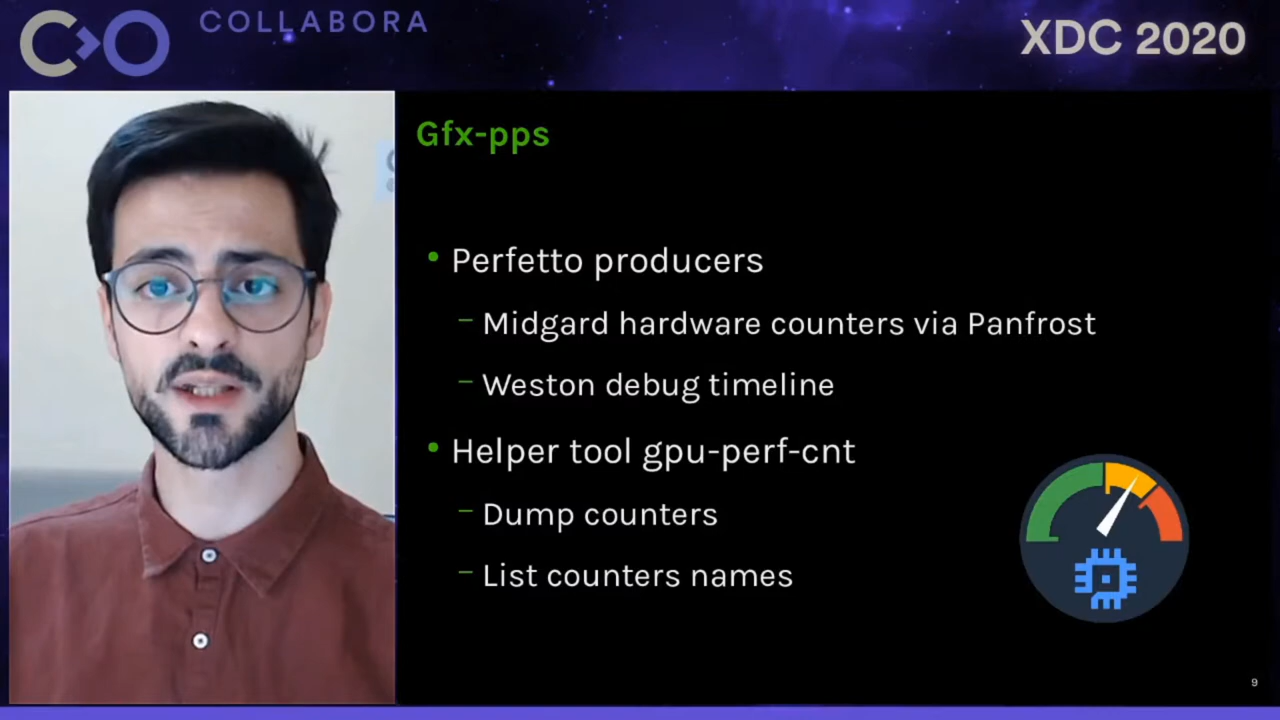 COLLABORA
XDC 2020
Gfx-pps
• Perfetto producers
– Midgard hardware counters via Panfrost
– Weston debug timeline
• Helper tool gpu-perf-cnt
– Dump counters
– List counters names
9